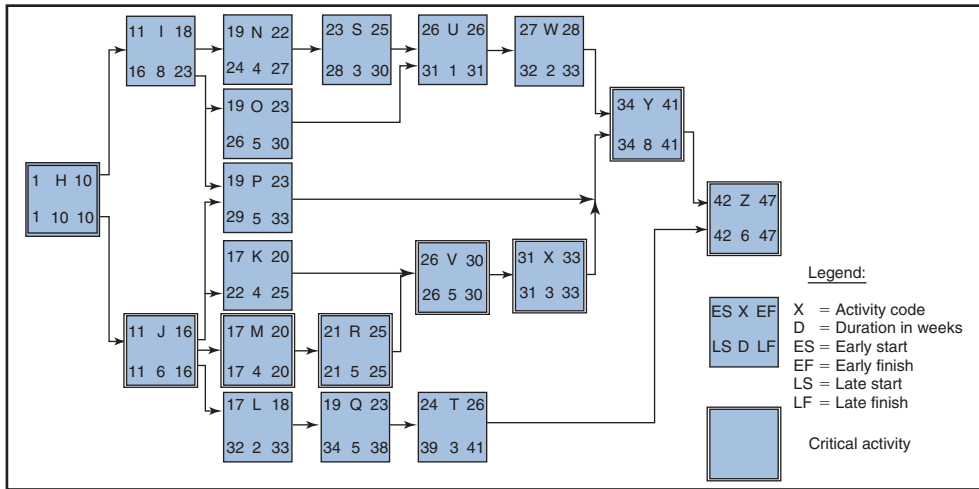 11 I 18
16 8 23
19 N 22
24 4 27
23 S 25
28 3 30
26 U 26
31 1 31
27 W 28
32 2 33
19 O 23
26 5 30
34 Y 41
34 8 41
1 H 10
1 10 10
19 P 23
29 5 33
42 Z 47
42 6 47
17 K 20
22 4 25
26 V 30
26 5 30
31 X 33
31 3 33
11 J 16
11 6 16
17 M 20
17 4 20
21 R 25
21 5 25
17 L 18
32 2 33
19 Q 23
34 5 38
24 T 26
39 3 41
Legend:
ES X EF
LS D LF
X = Activity code
D = Duration in weeks
ES = Early start
EF = Early finish
LS = Late start
LF = Late finish
Critical activity